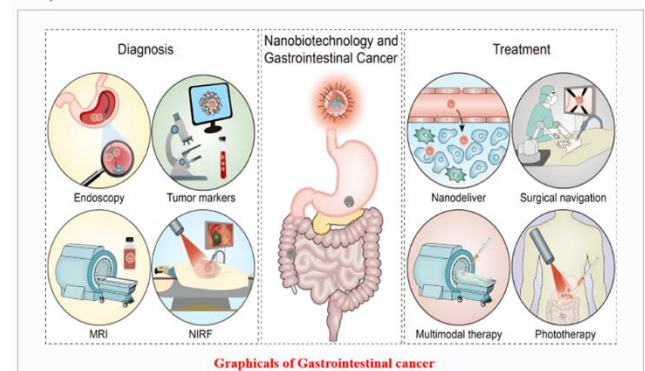 Diagnosis
Endoscopy
Tumor markers
MRI
NIRF
Nanobiotechnology and
Gastrointestinal Cancer
Treatment
Nanodeliver
Surgical navigation
Multimodal therapy
Phototherapy
Graphicals of Gastrointestinal cancer